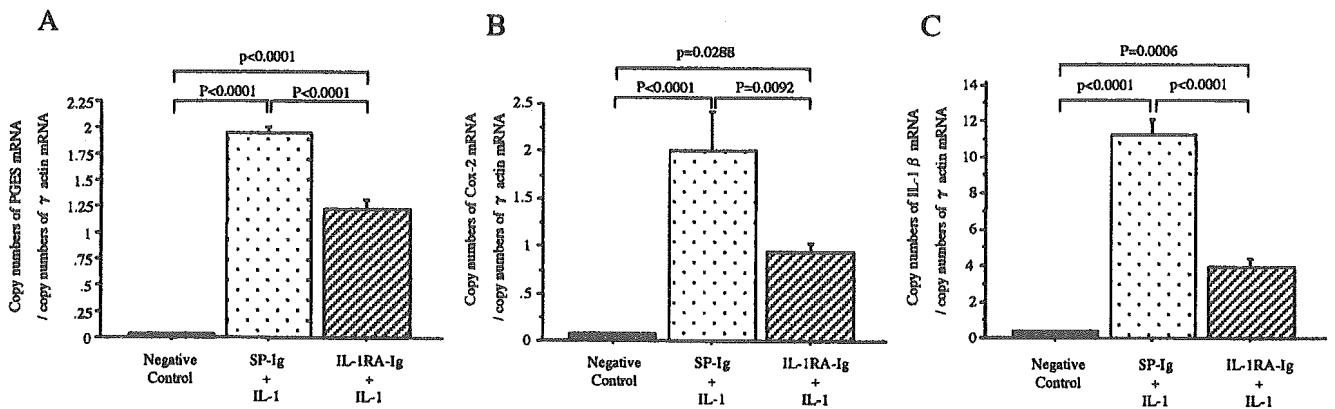 A
p<0.0001
P<0.0001 P<0.0001
Copy numbers of PGES mRNA
/ copy numbers of γ actin mRNA
2.25
2
1.75
1.5
1.25
1
.75
.5
.25
0
Negative
Control
SP-Ig
+
IL-1
IL-1RA-Ig
+
IL-1
B
p=0.0288
P<0.0001 P=0.0092
Copy numbers of Cox-2 mRNA
/ copy numbers of γ actin mRNA
2.5
2
1.5
1
.5
0
Negative
Control
SP-Ig
+
IL-1
IL-1RA-Ig
+
IL-1
C
P=0.0006
p<0.0001 p<0.0001
Copy numbers of IL-1 β mRNA
/ copy numbers of γ actin mRNA
14
12
10
8
6
4
2
0
Negative
Control
SP-Ig
+
IL-1
IL-1RA-Ig
+
IL-1